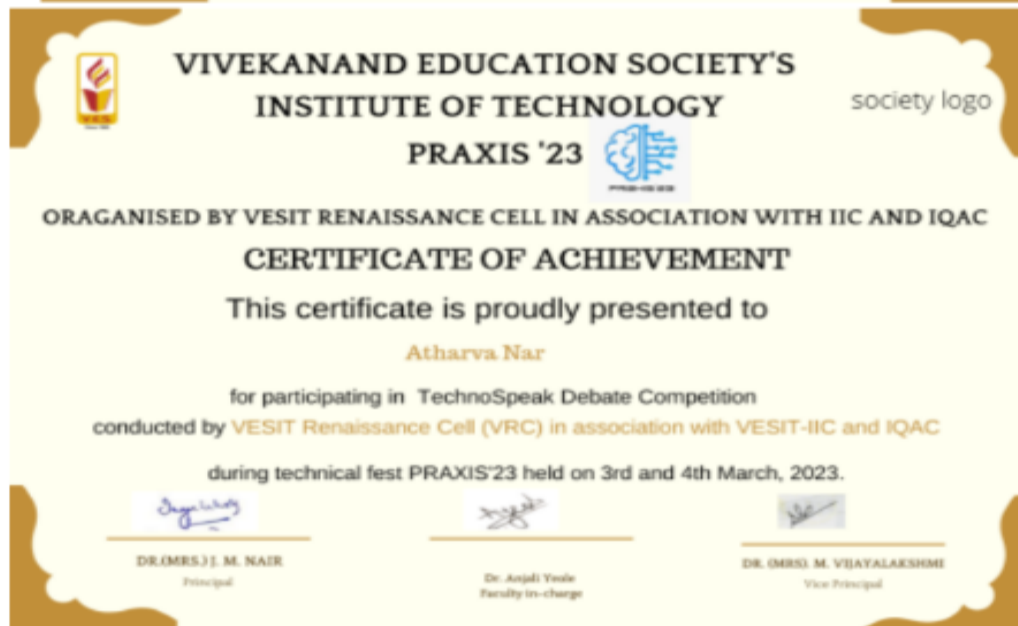 VIVEKANAND EDUCATION SOCIETY'S
INSTITUTE OF TECHNOLOGY
society logo
V.E.S.
PRAXIS '23
ORAGANISED BY VESIT RENAISSANCE CELL IN ASSOCIATION WITH IIC AND IQAC
CERTIFICATE OF ACHIEVEMENT
This certificate is proudly presented to
Atharva Nar
for participating in TechnoSpeak Debate Competition
conducted by VESIT Renaissance Cell (VRC) in association with VESIT-IIC and IQAC
during technical fest PRAXIS'23 held on 3rd and 4th March, 2023.
DR.(MRS.) J. M. NAIR
Principal
Dr. Anjali Yeole
Faculty in-charge
DR. (MRS). M. VIJAYALAKSHMI
Vice Principal